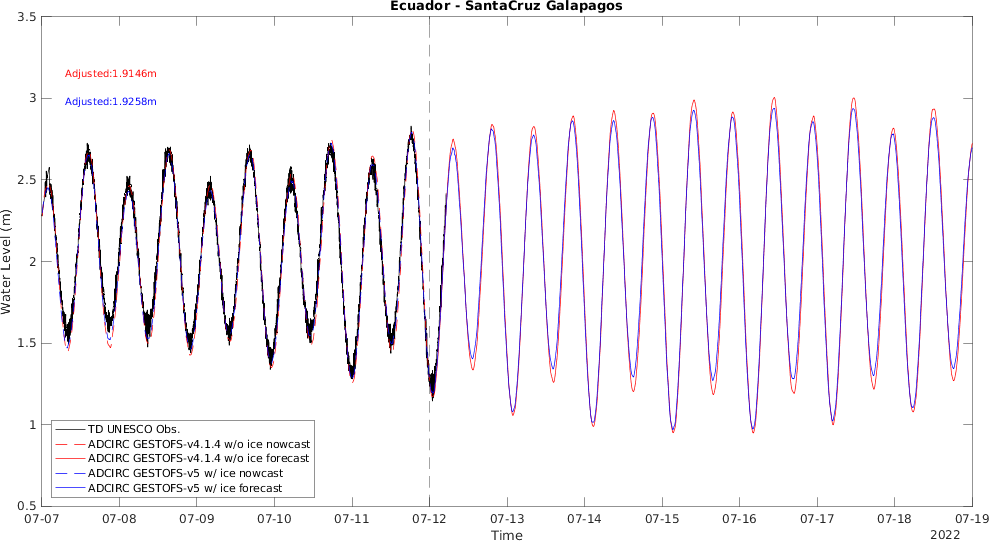 Ecuador - SantaCruz Galapagos
3.5
3
2.5
2
1.5
1
0.5
Water Level (m)
Adjusted:1.9146m
Adjusted:1.9258m
TD UNESCO Obs.
ADCIRC GESTOFS-v4.1.4 w/o ice nowcast
ADCIRC GESTOFS-v4.1.4 w/o ice forecast
ADCIRC GESTOFS-v5 w/ ice nowcast
ADCIRC GESTOFS-v5 w/ ice forecast
07-07 07-08 07-09 07-10 07-11 07-12 07-13 07-14 07-15 07-16 07-17 07-18 07-19
Time
2022